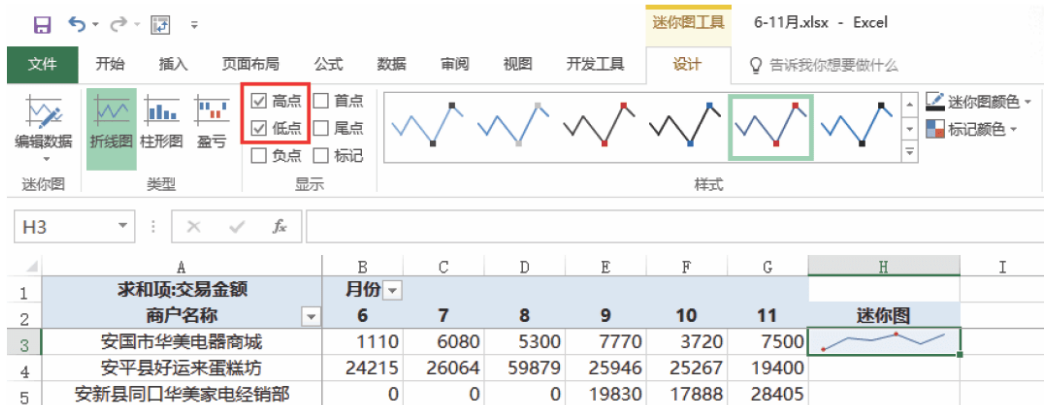 迷你图工具 6-11月.xlsx - Excel
文件 开始 插入 页面布局 公式 数据 审阅 视图 开发工具 设计 告诉我你想要做什么
高点 首点 迷你图颜色
编辑数据 折线图 柱形图 盈亏 低点 尾点 标记颜色
负点 标记
迷你图 类型 显示 样式
H3 fx
A B C D E F G H I
1 求和项:交易金额 月份
2 商户名称 6 7 8 9 10 11 迷你图
3 安国市华美电器商城 1110 6080 5300 7770 3720 7500
4 安平县好运来蛋糕坊 24215 26064 59879 25946 25267 19400
5 安新县同口华美家电经销部 0 0 0 19830 17888 28405